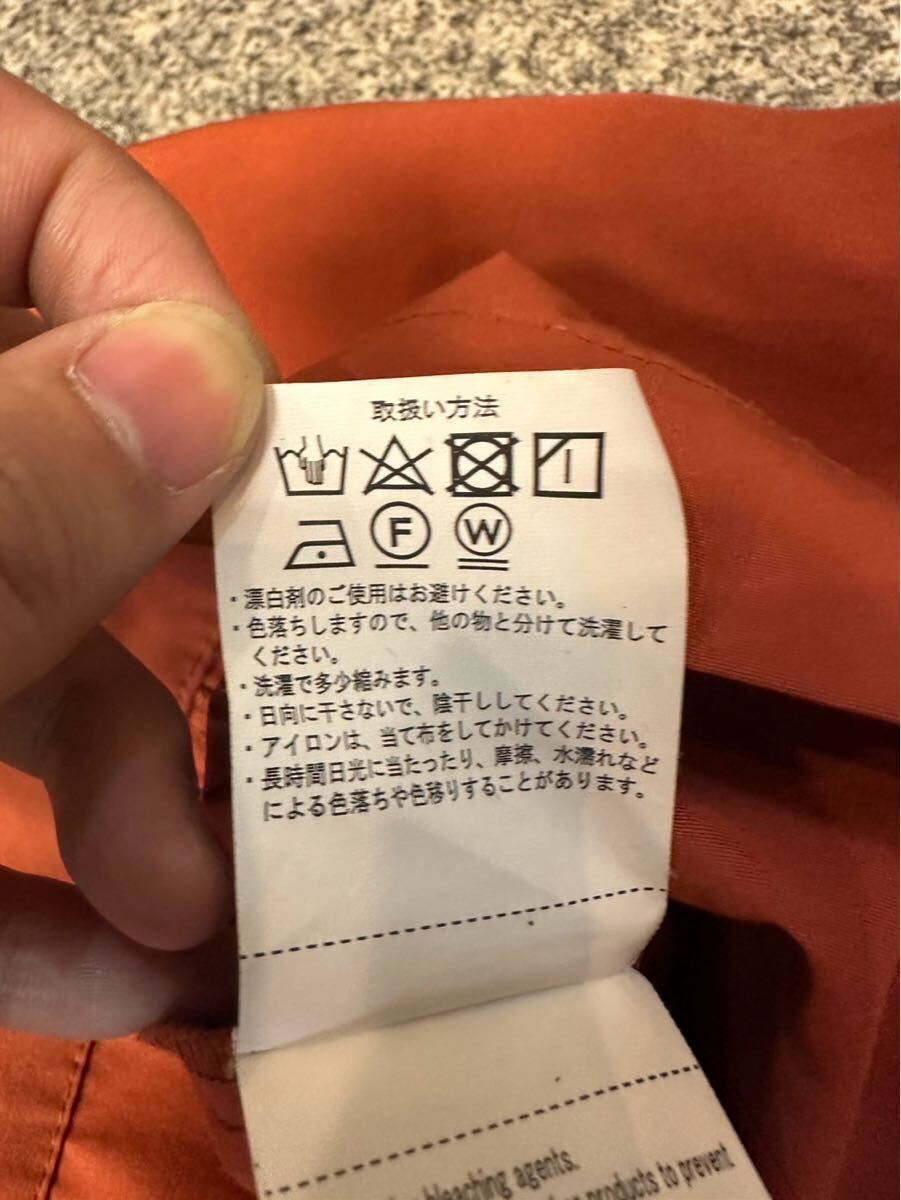 取扱い方法
F W
・漂白剤のご使用はお避けください。
・色落ちしますので、他の物と分けて洗濯して
ください。
・洗濯で多少縮みます。
・日向に干さないで、陰干ししてください。
・アイロンは、当て布をしてかけてください。
・長時間日光に当たったり、摩擦、水濡れなど
による色落ちや色移りすることがあります。
bleaching agents.
products to prevent